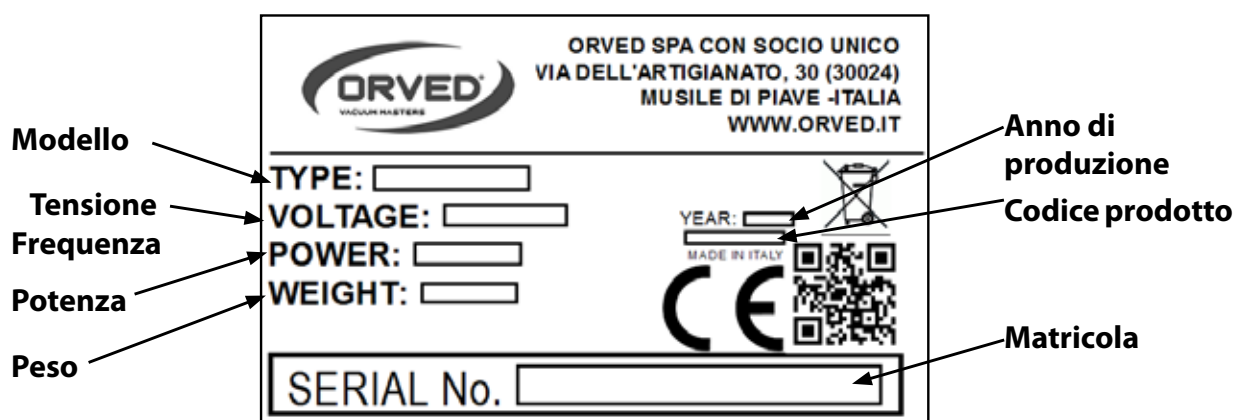 ORVED
VACUUM MASTERS
ORVED SPA CON SOCIO UNICO
VIA DELL'ARTIGIANATO, 30 (30024)
MUSILE DI PIAVE -ITALIA
WWW.ORVED.IT
Modello
Tensione
Frequenza
Potenza
Peso
TYPE:
VOLTAGE:
POWER:
WEIGHT:
YEAR:
MADE IN ITALY
CE
SERIAL No.
Anno di
produzione
Codice prodotto
Matricola